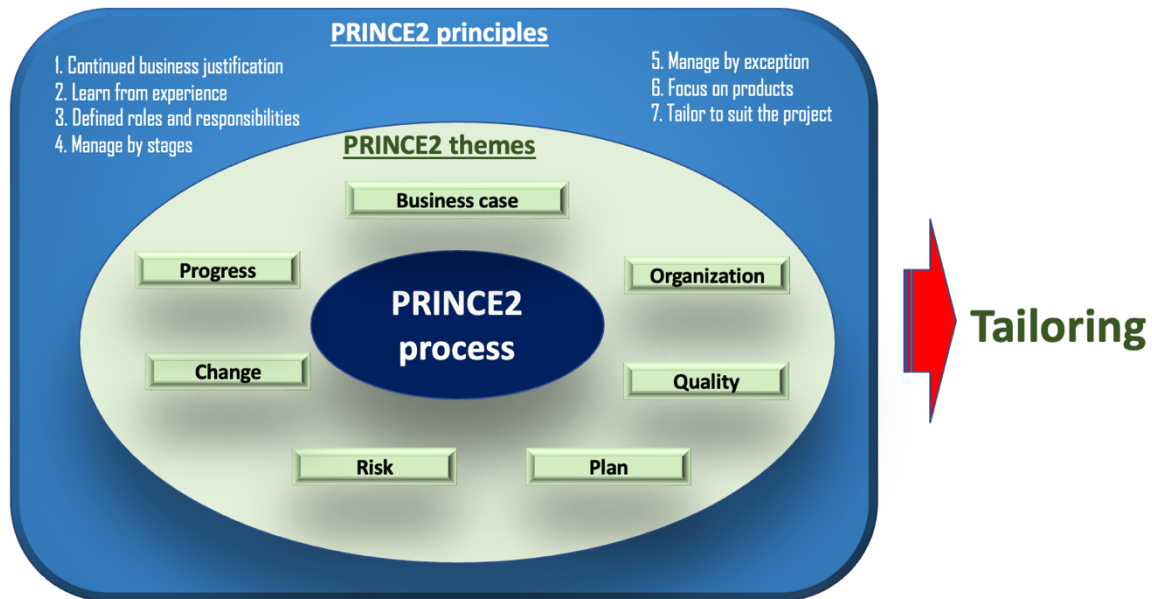 PRINCE2 principles
1. Continued business justification
2. Learn from experience
3. Defined roles and responsibilities
4. Manage by stages
5. Manage by exception
6. Focus on products
7. Tailor to suit the project
PRINCE2 themes
Business case
Progress
Organization
PRINCE2
process
Change
Quality
Risk
Plan
Tailoring